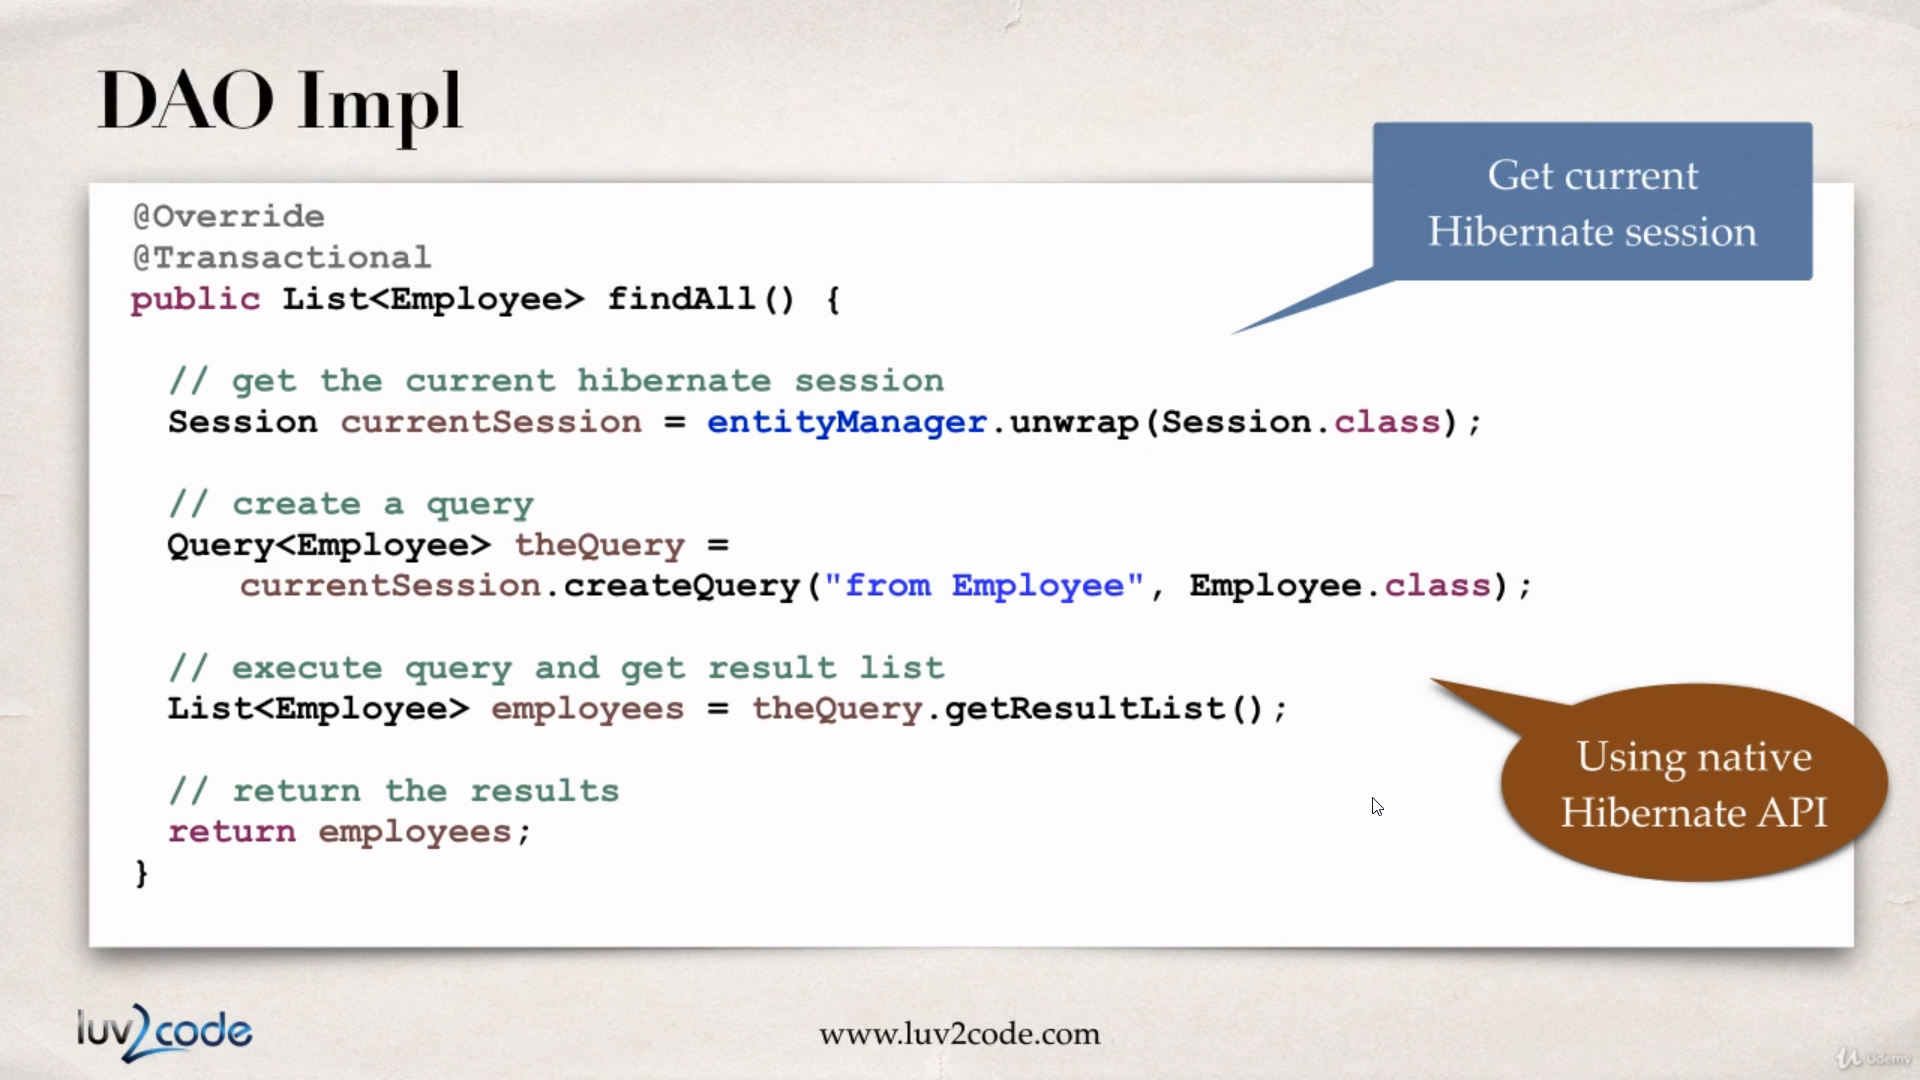 DAO Impl
Get current
Hibernate session
@Override
@Transactional
public List<Employee> findAll() {
// get the current hibernate session
Session currentSession = entityManager.unwrap(Session.class);
// create a query
Query<Employee> theQuery =
currentSession.createQuery("from Employee", Employee.class);
// execute query and get result list
List<Employee> employees = theQuery.getResultList();
Using native
Hibernate API
// return the results
return employees;
}
luv2code
www.luv2code.com
Udemy